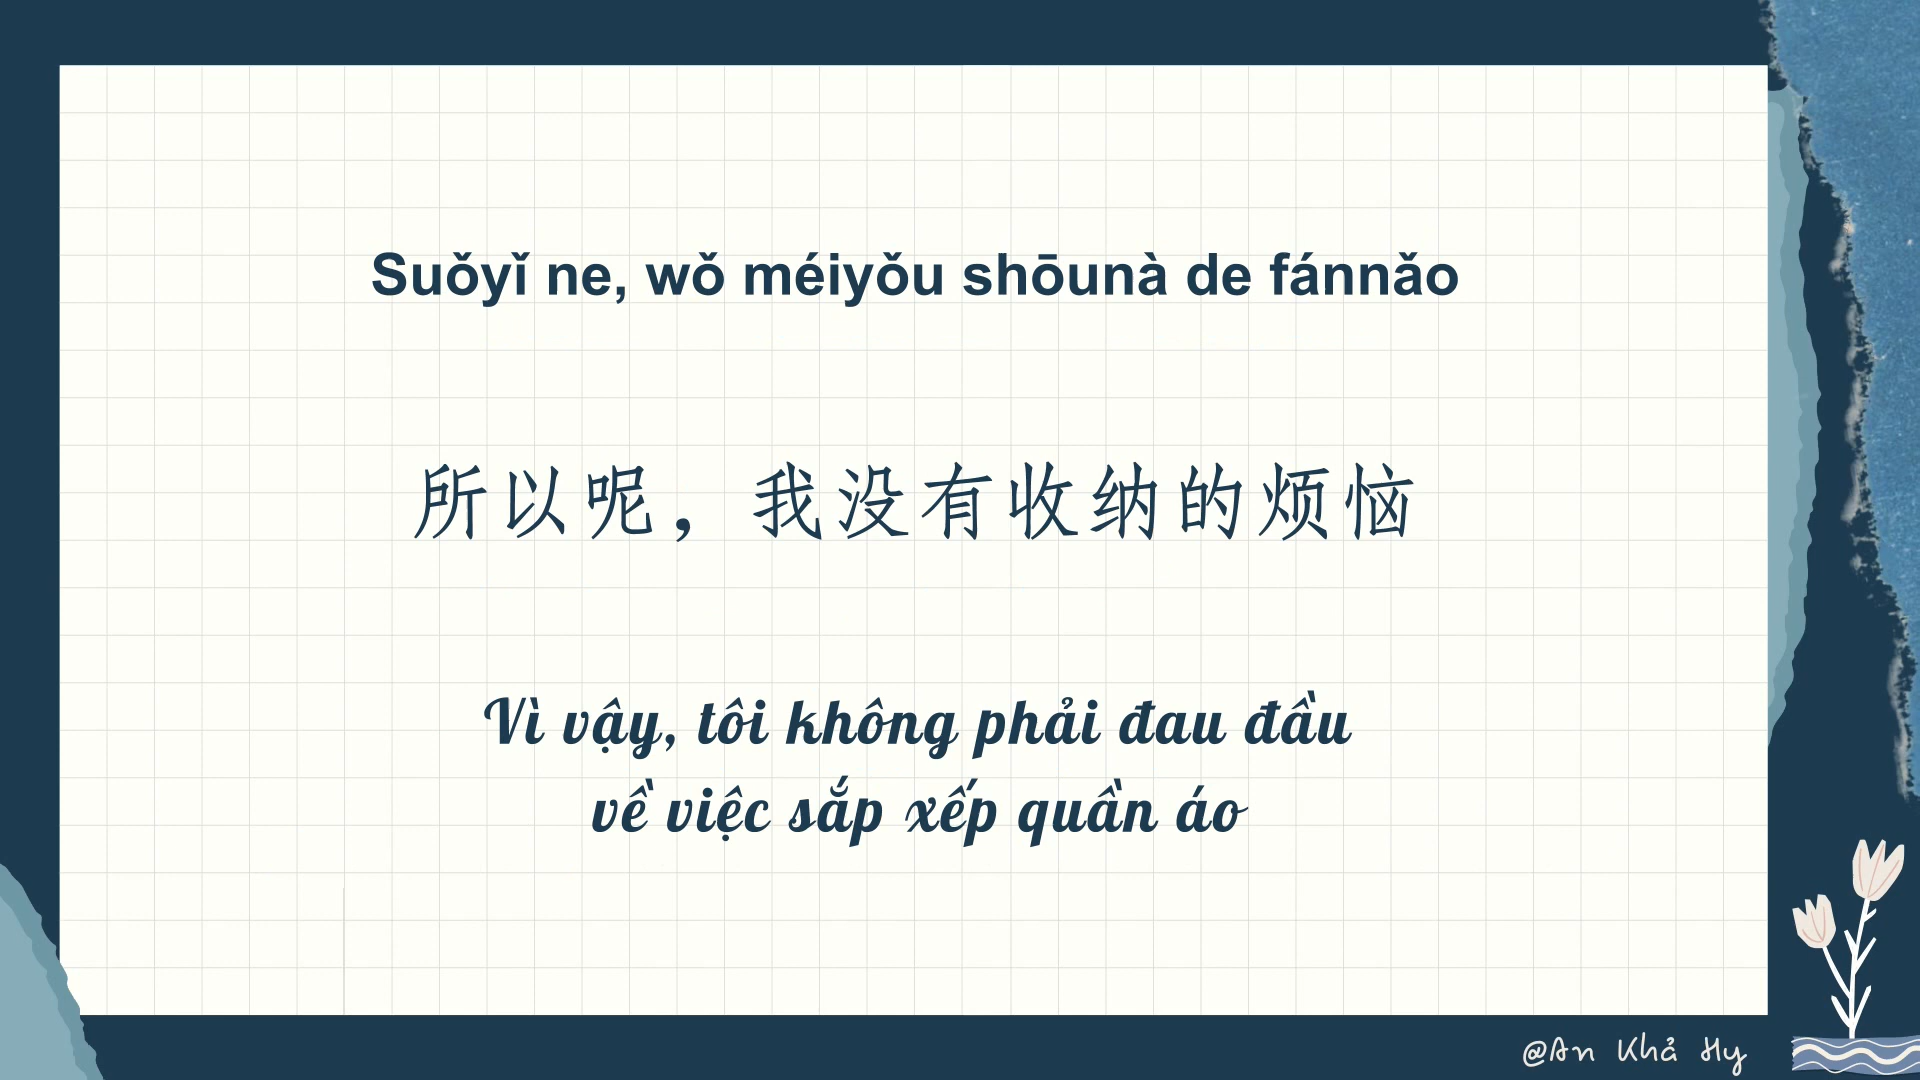 Suǒyǐ ne, wǒ méiyǒu shōunà de fánnǎo
所以呢，我没有收纳的烦恼
Vì vậy, tôi không phải đau đầu
về việc sắp xếp quần áo
@An Khả Hy